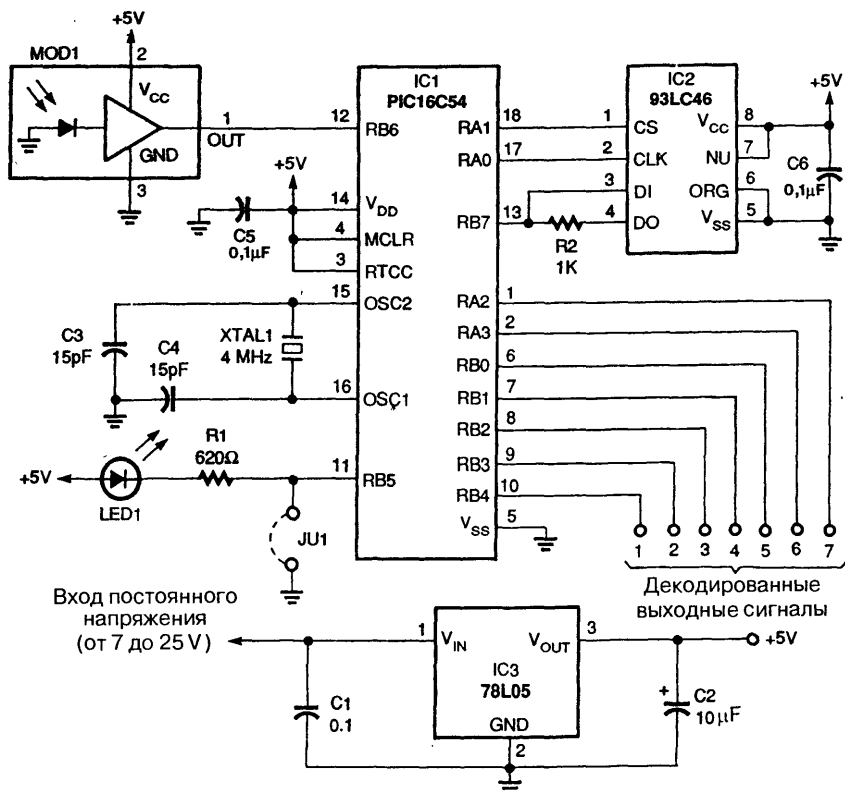 +5V
MOD1
2
VCC
1
OUT
GND
3
IC1
PIC16C54
12
RB6
RA1
18
RA0
17
+5V
14
VDD
4
MCLR
3
RTCC
C5
0,1µF
RB7
13
R2
1K
IC2
93LC46
1
CS
VCC
8
2
CLK
NU
7
3
DI
ORG
6
4
DO
VSS
5
+5V
C6
0,1µF
15
OSC2
C3
15pF
C4
15pF
XTAL1
4 MHz
16
OSC1
RA2
1
RA3
2
RB0
6
RB1
7
RB2
8
RB3
9
RB4
10
VSS
5
+5V
LED1
R1
620Ω
11
RB5
JU1
1 2 3 4 5 6 7
Декодированные
выходные сигналы
Вход постоянного
напряжения
(от 7 до 25 V)
1
VIN
VOUT
3
IC3
78L05
GND
2
+5V
C1
0.1
+
C2
10µF